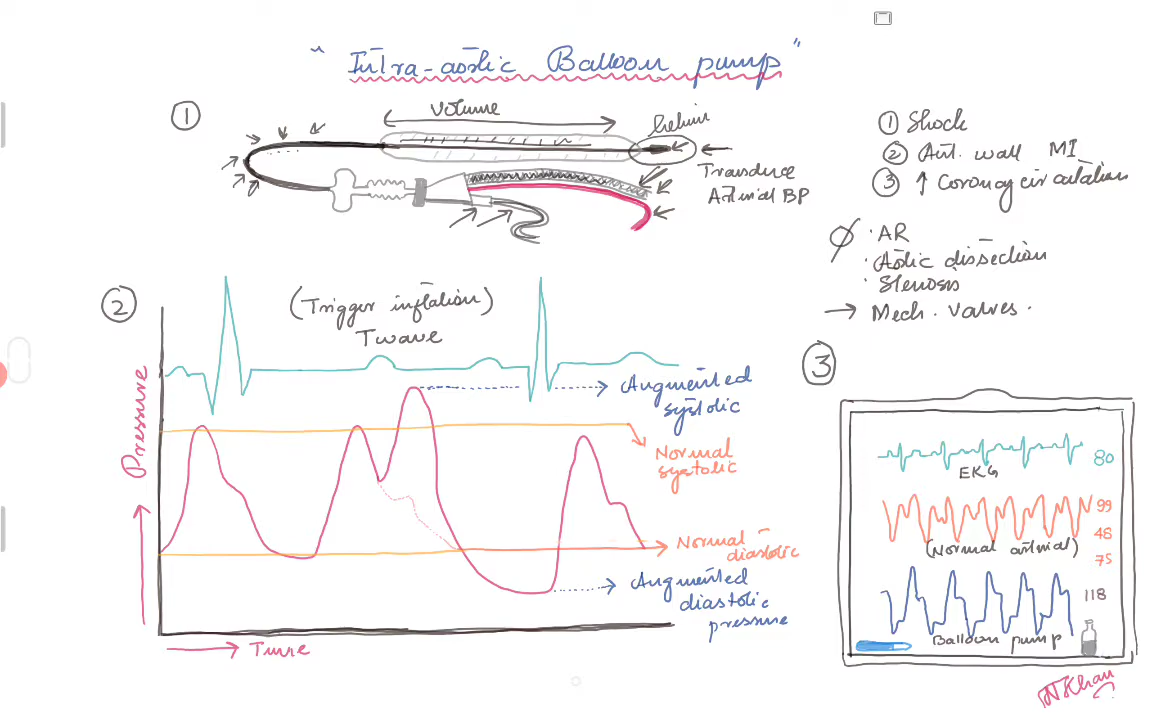 " Intra-aortic Balloon pump "
①
Volume
Helium
Transduce
Arterial BP
① Shock
② Ant. wall MI
③ ↑ Coronary circulation
· AR
· Aortic dissection
· Stenosis
→ Mech. Valves.
②
(Trigger inflation)
T wave
Pressure
Augmented
systolic
Normal
systolic
Normal
diastolic
Augmented
diastolic
pressure
Time
③
EKG
80
99
48
75
(Normal arterial)
118
Balloon pump
NKhan